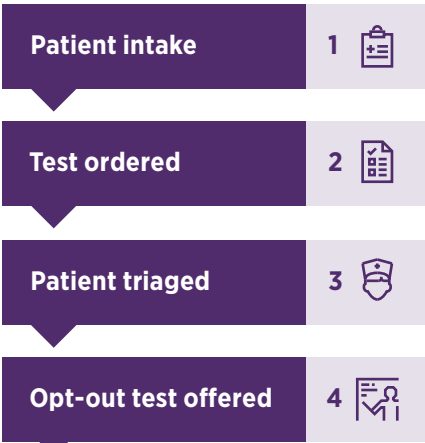 Patient intake 1
Test ordered 2
Patient triaged 3
Opt-out test offered 4